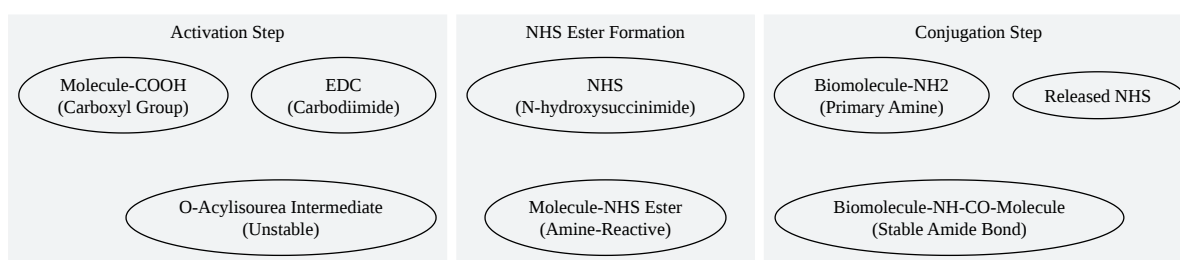 Activation Step
Molecule-COOH
(Carboxyl Group)
EDC
(Carbodiimide)
O-Acylisourea Intermediate
(Unstable)
NHS Ester Formation
NHS
(N-hydroxysuccinimide)
Molecule-NHS Ester
(Amine-Reactive)
Conjugation Step
Biomolecule-NH2
(Primary Amine)
Released NHS
Biomolecule-NH-CO-Molecule
(Stable Amide Bond)